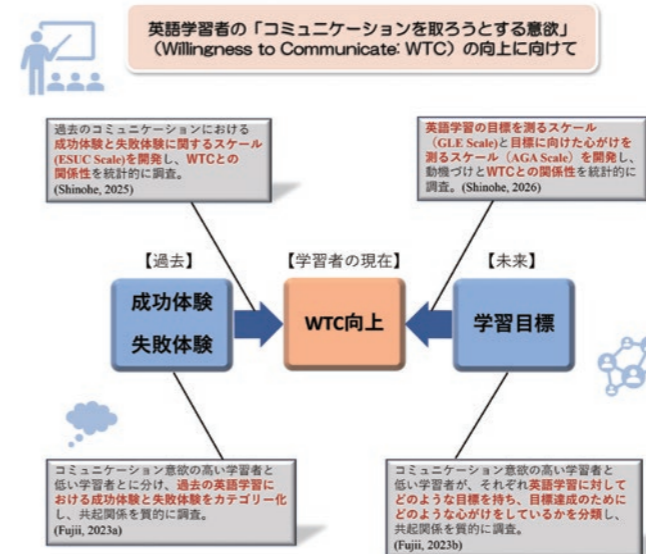 英語学習者の「コミュニケーションを取ろうとする意欲」
（Willingness to Communicate: WTC）の向上に向けて
過去のコミュニケーションにおける
成功体験と失敗体験に関するスケール
(ESUC Scale)を開発し、WTCとの
関係性を統計的に調査。
(Shinohe, 2025)
英語学習の目標を測るスケール
（GLE Scale)と目標に向けた心がけを
測るスケール（AGA Scale）を開発し、
動機づけとWTCとの関係性を統計的に
調査。(Shinohe, 2026)
【過去】
【学習者の現在】
【未来】
成功体験
失敗体験
WTC向上
学習目標
コミュニケーション意欲の高い学習者と
低い学習者とに分け、過去の英語学習に
おける成功体験と失敗体験をカテゴリー化
し、共起関係を質的に調査。
(Fujii, 2023a)
コミュニケーション意欲の高い学習者と
低い学習者が、それぞれ英語学習に対して
どのような目標を持ち、目標達成のために
どのような心がけをしているかを分類し、
共起関係を質的に調査。
(Fujii, 2023b)